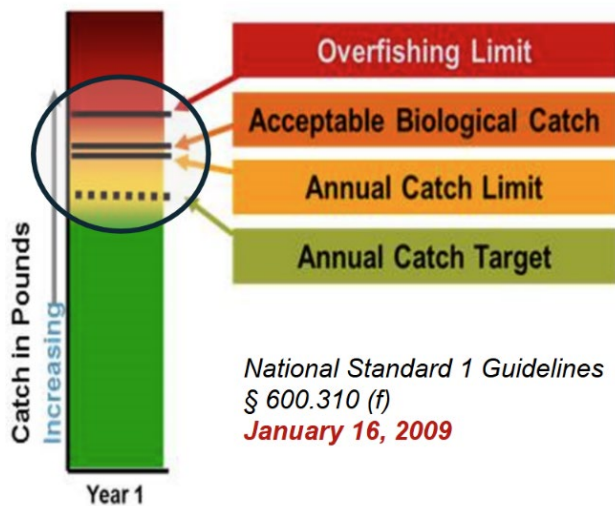 Overfishing Limit
Acceptable Biological Catch
Annual Catch Limit
Annual Catch Target
Catch in Pounds
Increasing
National Standard 1 Guidelines
§ 600.310 (f)
January 16, 2009
Year 1